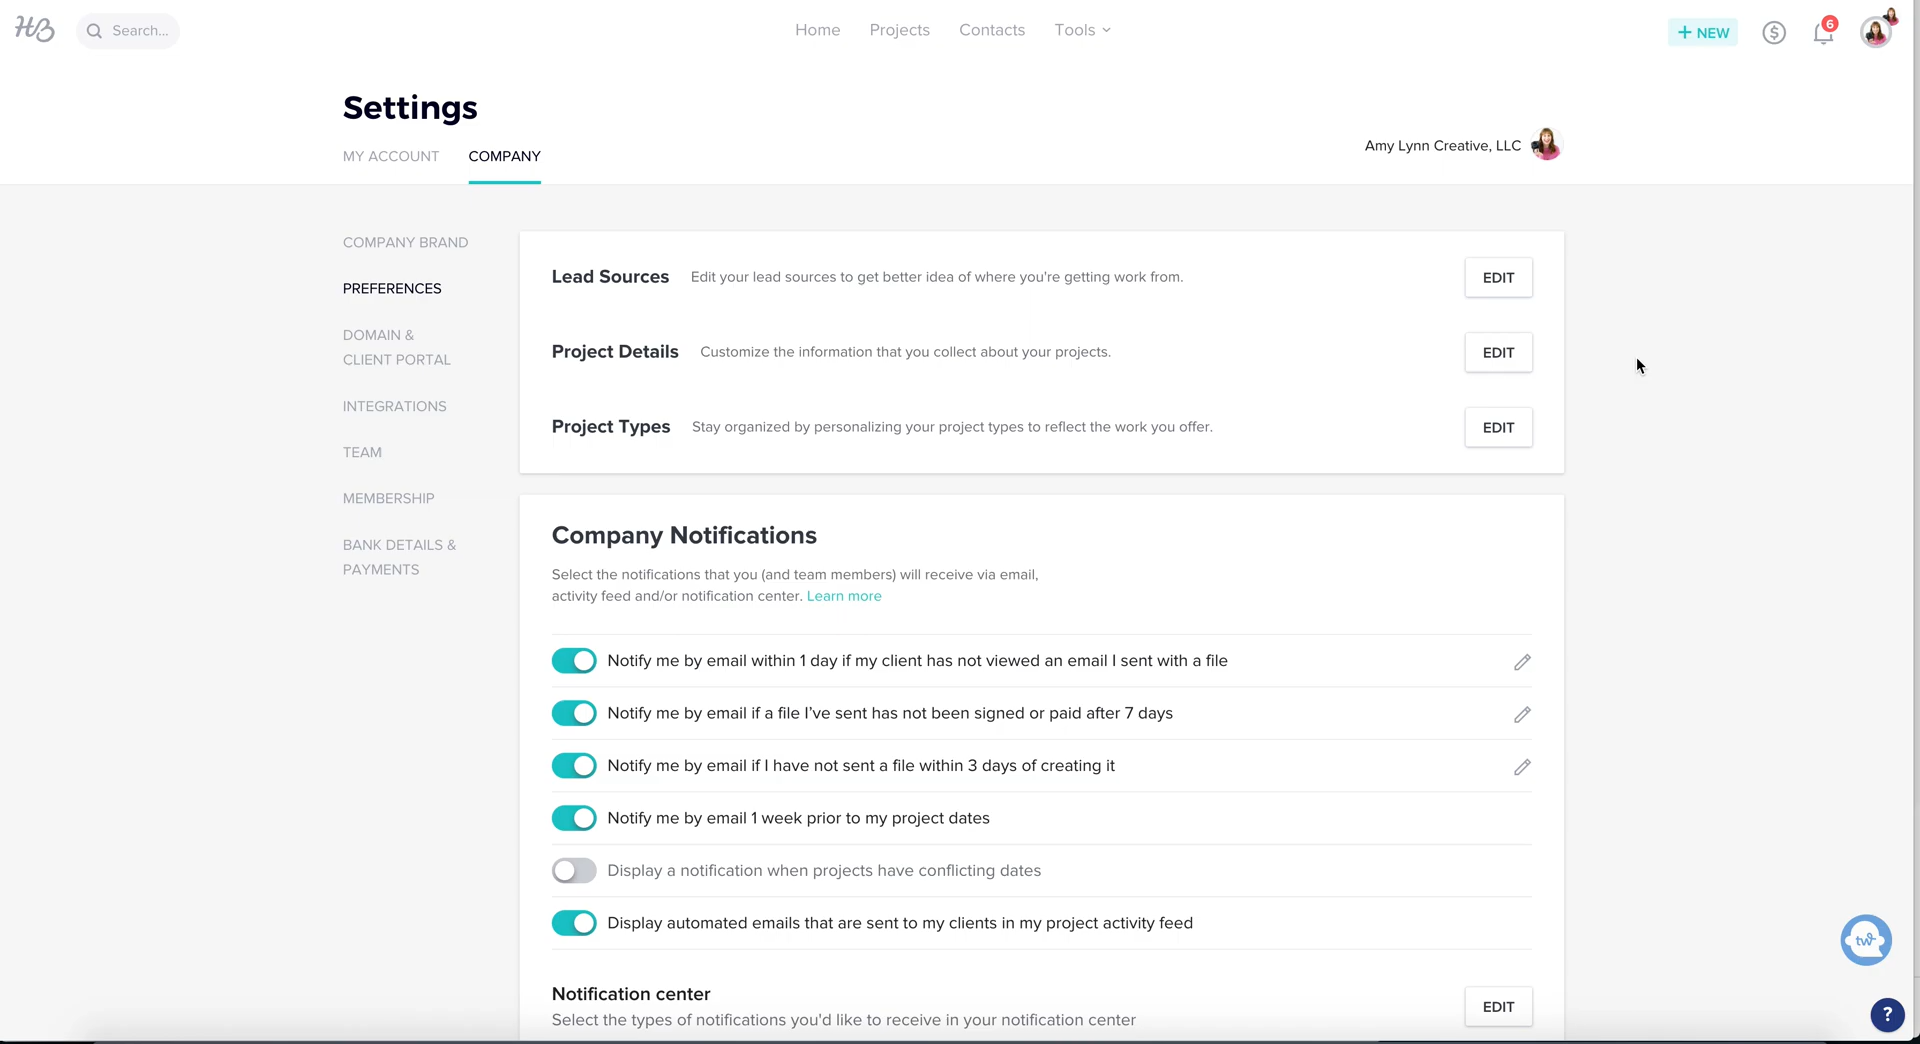 HB
Search...
Home
Projects
Contacts
Tools
+ NEW
$
6
Settings
MY ACCOUNT
COMPANY
Amy Lynn Creative, LLC
COMPANY BRAND
PREFERENCES
DOMAIN &
CLIENT PORTAL
INTEGRATIONS
TEAM
MEMBERSHIP
BANK DETAILS &
PAYMENTS
Lead Sources Edit your lead sources to get better idea of where you're getting work from. EDIT
Project Details Customize the information that you collect about your projects. EDIT
Project Types Stay organized by personalizing your project types to reflect the work you offer. EDIT
Company Notifications
Select the notifications that you (and team members) will receive via email,
activity feed and/or notification center. Learn more
Notify me by email within 1 day if my client has not viewed an email I sent with a file
Notify me by email if a file I've sent has not been signed or paid after 7 days
Notify me by email if I have not sent a file within 3 days of creating it
Notify me by email 1 week prior to my project dates
Display a notification when projects have conflicting dates
Display automated emails that are sent to my clients in my project activity feed
Notification center
Select the types of notifications you'd like to receive in your notification center
EDIT
tw
?